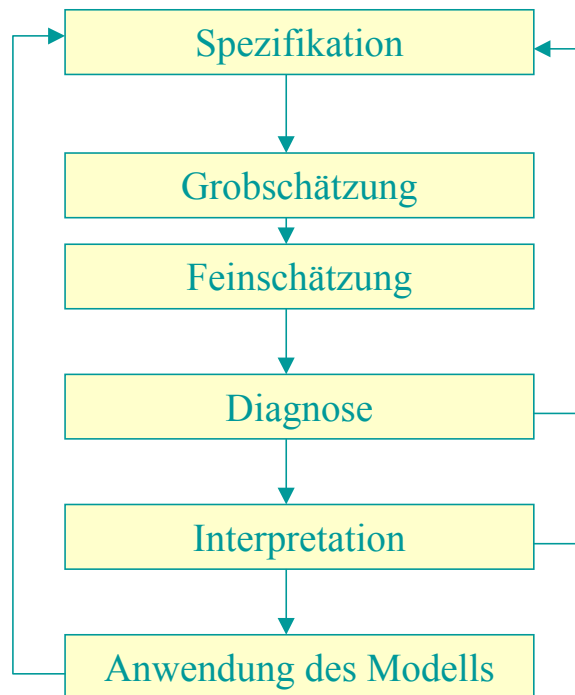 Spezifikation
Grobschätzung
Feinschätzung
Diagnose
Interpretation
Anwendung des Modells